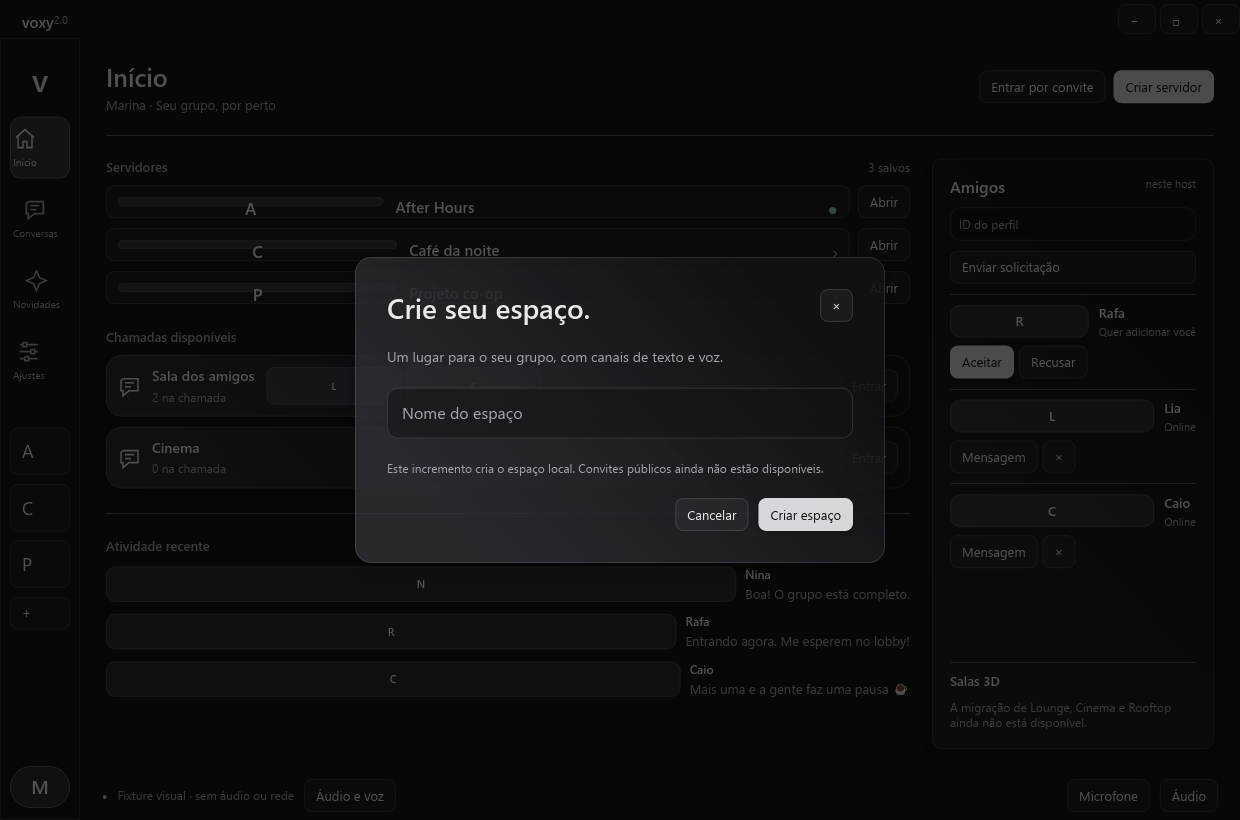 voxy2.0
– □ ×
V
Início
Marina · Seu grupo, por perto
Entrar por convite
Criar servidor
Início
Conversas
Novidades
Ajustes
A
C
P
+
M
Servidores
3 salvos
A
After Hours
Abrir
C
Café da noite
›
Abrir
P
Projeto co-op
Abrir
Chamadas disponíveis
Sala dos amigos
2 na chamada
L
C
Entrar
Cinema
0 na chamada
Entrar
Crie seu espaço.
×
Um lugar para o seu grupo, com canais de texto e voz.
Nome do espaço
Este incremento cria o espaço local. Convites públicos ainda não estão disponíveis.
Cancelar
Criar espaço
Atividade recente
N
Nina
Boa! O grupo está completo.
R
Rafa
Entrando agora. Me esperem no lobby!
C
Caio
Mais uma e a gente faz uma pausa ☕
Amigos
neste host
ID do perfil
Enviar solicitação
R
Rafa
Quer adicionar você
Aceitar
Recusar
L
Lia
Online
Mensagem
×
C
Caio
Online
Mensagem
×
Salas 3D
A migração de Lounge, Cinema e Rooftop
ainda não está disponível.
• Fixture visual · sem áudio ou rede
Áudio e voz
Microfone
Áudio